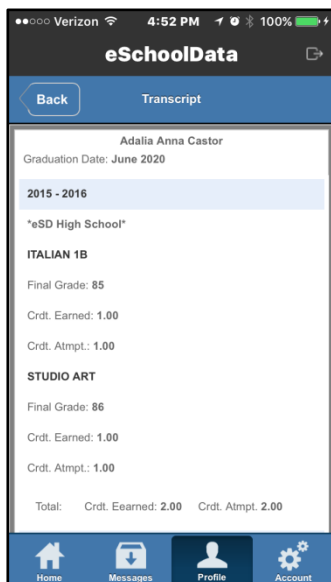 Verizon 4:52 PM 100%
eSchoolData
Back Transcript
Adalia Anna Castor
Graduation Date: June 2020
2015 - 2016
*eSD High School*
ITALIAN 1B
Final Grade: 85
Crdt. Earned: 1.00
Crdt. Atmpt.: 1.00
STUDIO ART
Final Grade: 86
Crdt. Earned: 1.00
Crdt. Atmpt.: 1.00
Total: Crdt. Eearned: 2.00 Crdt. Atmpt. 2.00
Home Messages Profile Account